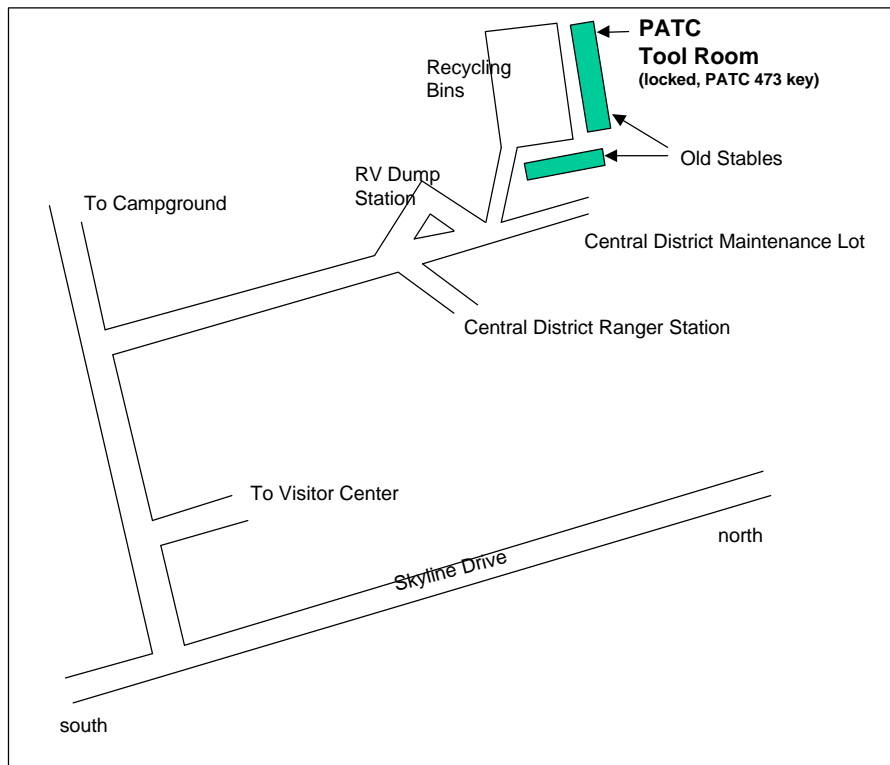 PATC
Tool Room
(locked, PATC 473 key)
Recycling
Bins
Old Stables
RV Dump
Station
To Campground
Central District Maintenance Lot
Central District Ranger Station
To Visitor Center
north
Skyline Drive
south